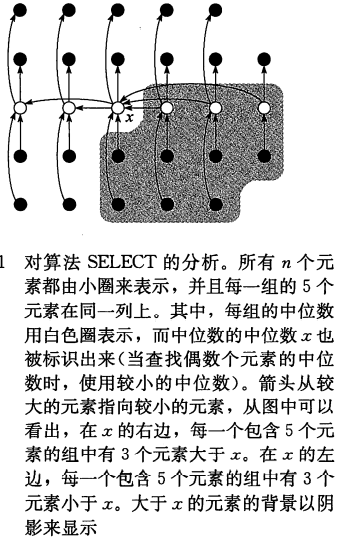 x
1 对算法 SELECT 的分析。所有 n 个元
素都由小圈来表示，并且每一组的 5 个
元素在同一列上。其中，每组的中位数
用白色圈表示，而中位数的中位数 x 也
被标识出来(当查找偶数个元素的中位
数时，使用较小的中位数)。箭头从较
大的元素指向较小的元素，从图中可以
看出，在 x 的右边，每一个包含 5 个元
素的组中有 3 个元素大于 x。在 x 的左
边，每一个包含 5 个元素的组中有 3 个
元素小于 x。大于 x 的元素的背景以阴
影来显示